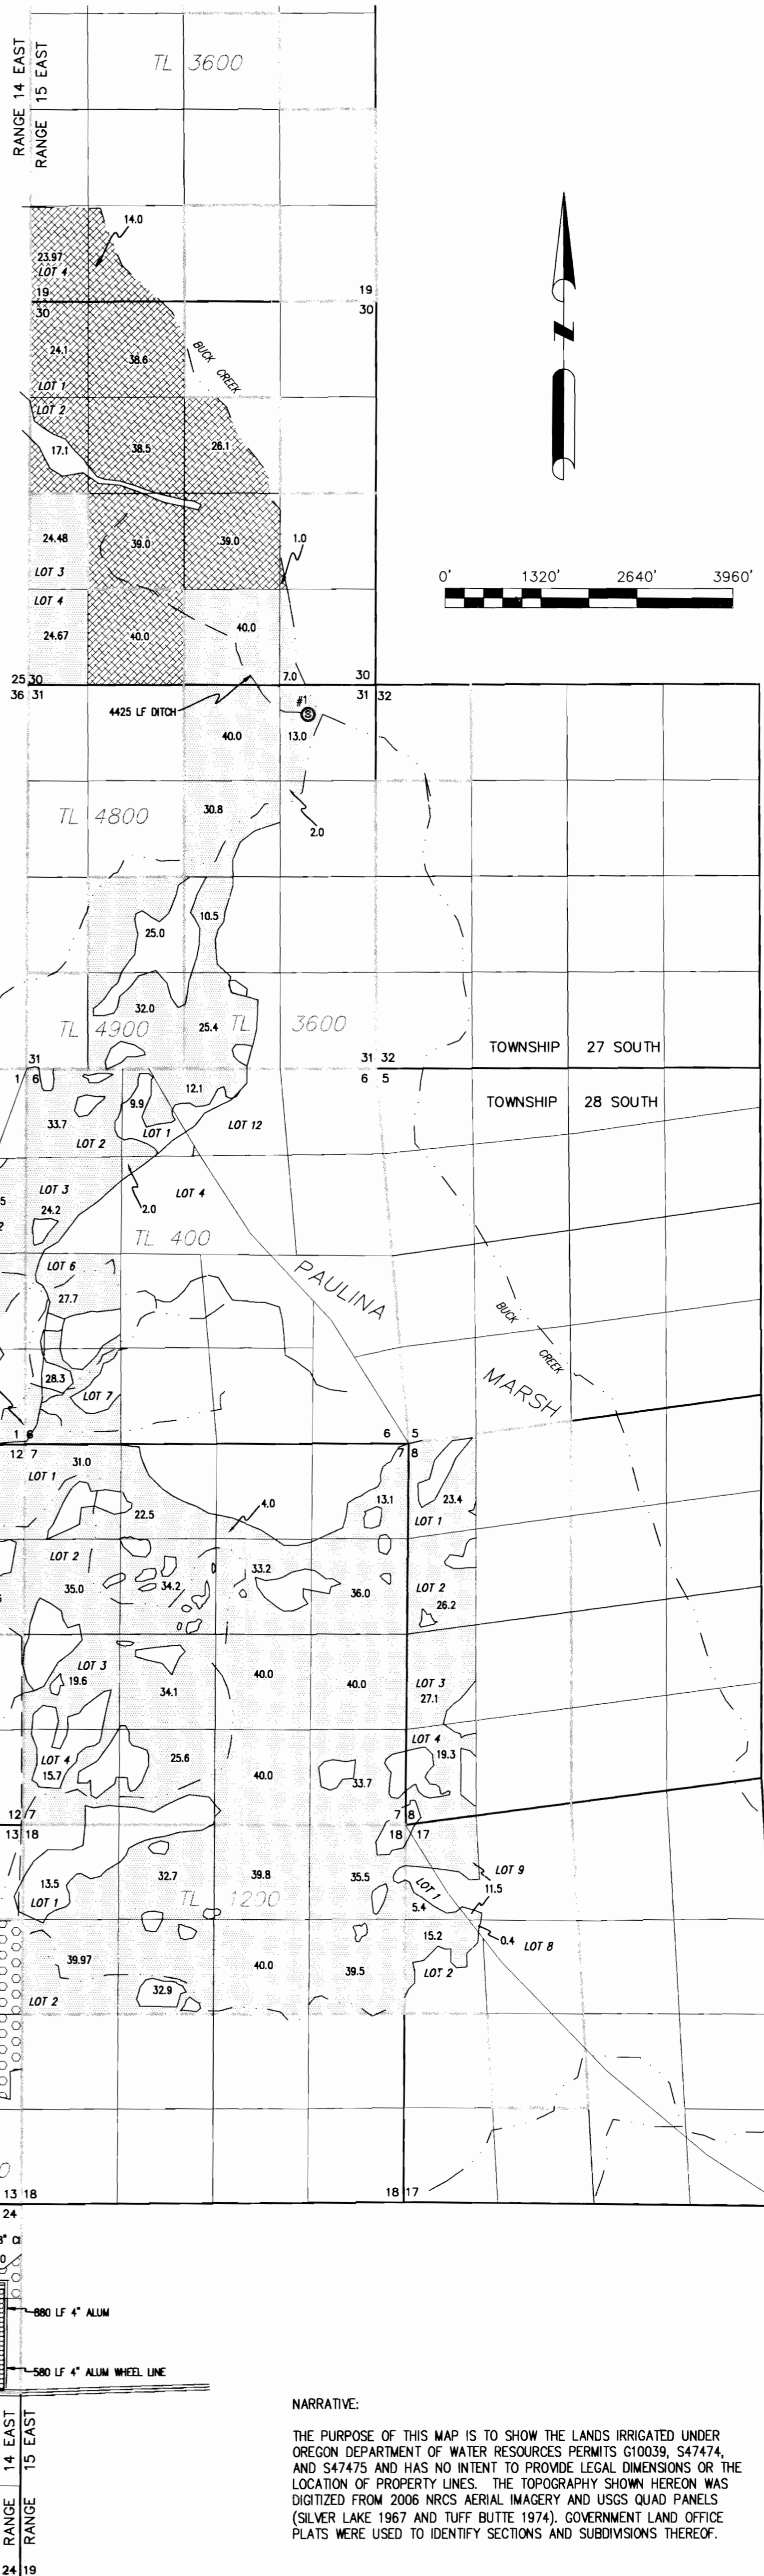 RANGE 14 EAST
RANGE 15 EAST
TL 3600
14.0
23.97
LOT 4
19
30
19
30
24.1
38.6
BUCK CREEK
LOT 1
LOT 2
17.1
38.5
26.1
24.48
39.0
39.0
1.0
LOT 3
LOT 4
24.67
40.0
40.0
0' 1320' 2640' 3960'
25 30
36 31
7.0
30
31 32
4425 LF DITCH
#1
S
40.0
13.0
TL 4800
30.8
2.0
25.0
10.5
32.0
TL 4900
25.4
TL 3600
31
1 6
31 32
6 5
TOWNSHIP 27 SOUTH
TOWNSHIP 28 SOUTH
33.7
9.9
12.1
LOT 2
LOT 1
LOT 12
LOT 3
24.2
2.0
LOT 4
TL 400
LOT 6
27.7
PAULINA
MARSH
BUCK CREEK
28.3
LOT 7
1 6
12 7
6 5
7 8
LOT 1
31.0
22.5
4.0
13.1
23.4
LOT 1
LOT 2
35.0
34.2
33.2
36.0
LOT 2
26.2
LOT 3
19.6
34.1
40.0
40.0
LOT 3
27.1
LOT 4
15.7
25.6
40.0
33.7
LOT 4
19.3
12 7
13 18
7 8
18 17
13.5
LOT 1
32.7
39.8
35.5
LOT 1
5.4
LOT 9
11.5
TL 1200
39.97
40.0
39.5
15.2
0.4
LOT 8
LOT 2
32.9
LOT 2
13 18
24
18 17
880 LF 4" ALUM
580 LF 4" ALUM WHEEL LINE
RANGE 14 EAST
RANGE 15 EAST
24 19
NARRATIVE:
THE PURPOSE OF THIS MAP IS TO SHOW THE LANDS IRRIGATED UNDER
OREGON DEPARTMENT OF WATER RESOURCES PERMITS G10039, S47474,
AND S47475 AND HAS NO INTENT TO PROVIDE LEGAL DIMENSIONS OR THE
LOCATION OF PROPERTY LINES. THE TOPOGRAPHY SHOWN HEREON WAS
DIGITIZED FROM 2006 NRCS AERIAL IMAGERY AND USGS QUAD PANELS
(SILVER LAKE 1967 AND TUFF BUTTE 1974). GOVERNMENT LAND OFFICE
PLATS WERE USED TO IDENTIFY SECTIONS AND SUBDIVISIONS THEREOF.